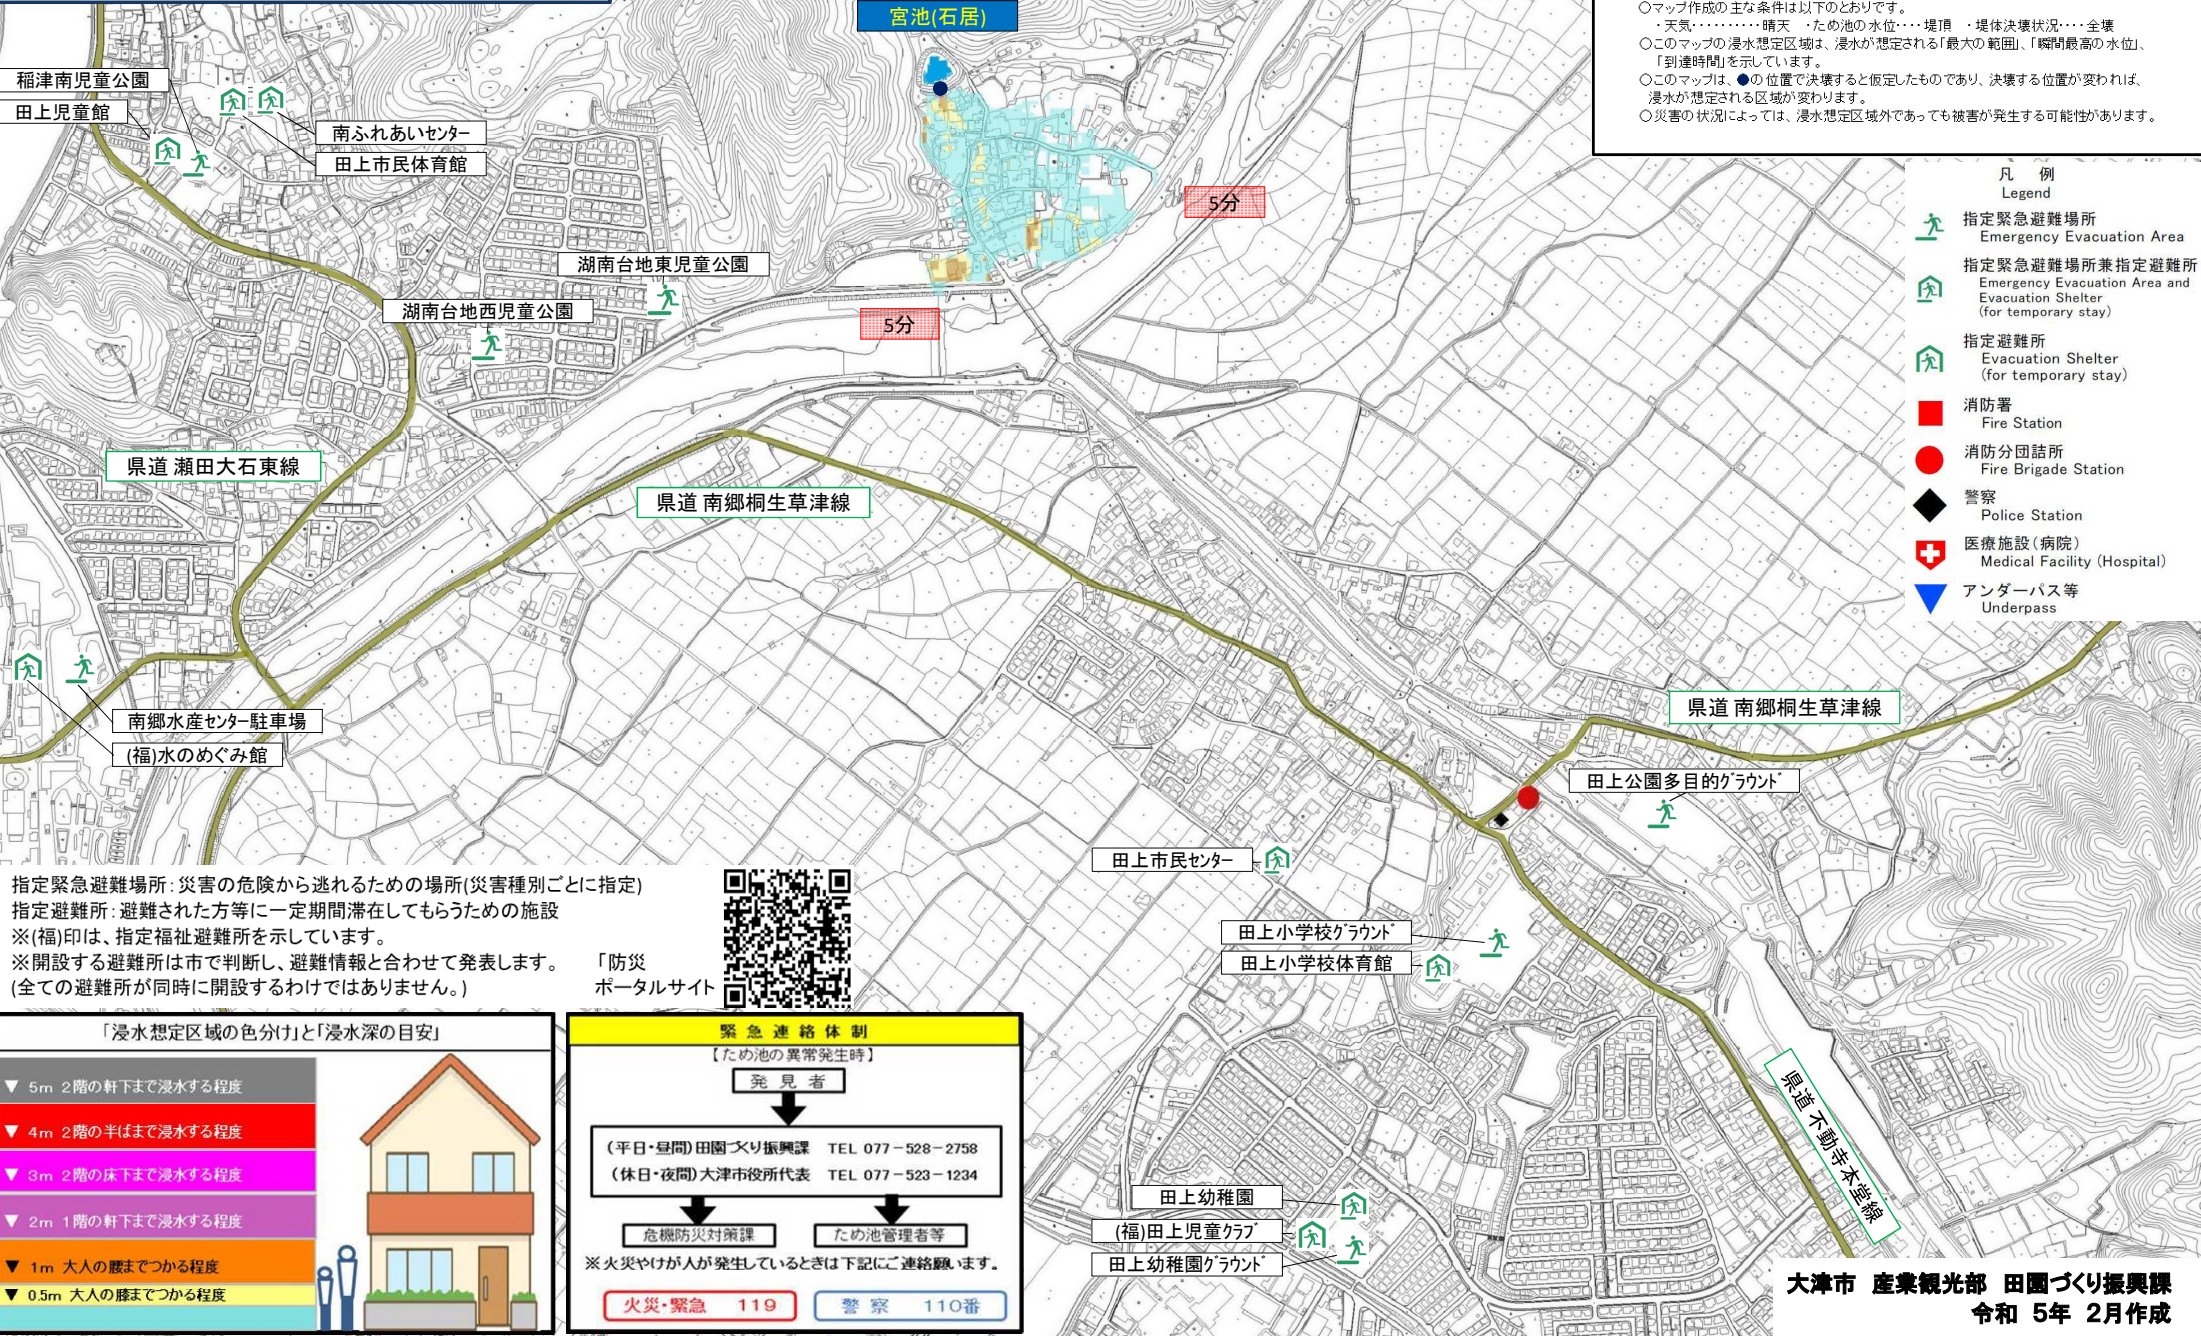 宮池(石居)
○マップ作成の主な条件は以下のとおりです。
・天気‥‥‥‥‥晴天 ・ため池の水位‥‥堤頂 ・堤体決壊状況‥‥全壊
○このマップの浸水想定区域は、浸水が想定される「最大の範囲」、「瞬間最高の水位」、
「到達時間」を示しています。
○このマップは、●の位置で決壊すると仮定したものであり、決壊する位置が変われば、
浸水が想定される区域が変わります。
○災害の状況によっては、浸水想定区域外であっても被害が発生する可能性があります。
稲津南児童公園
田上児童館
南ふれあいセンター
田上市民体育館
5分
湖南台地東児童公園
湖南台地西児童公園
5分
凡 例
Legend
指定緊急避難場所
Emergency Evacuation Area
指定緊急避難場所兼指定避難所
Emergency Evacuation Area and
Evacuation Shelter
(for temporary stay)
指定避難所
Evacuation Shelter
(for temporary stay)
消防署
Fire Station
消防分団詰所
Fire Brigade Station
警察
Police Station
医療施設(病院)
Medical Facility (Hospital)
アンダーパス等
Underpass
県道 瀬田大石東線
県道 南郷桐生草津線
県道 南郷桐生草津線
南郷水産センター駐車場
(福)水のめぐみ館
田上公園多目的グラウンド
田上市民センター
田上小学校グラウンド
田上小学校体育館
県道 不動寺本堂線
田上幼稚園
(福)田上児童クラブ
田上幼稚園グラウンド
指定緊急避難場所：災害の危険から逃れるための場所(災害種別ごとに指定)
指定避難所：避難された方等に一定期間滞在してもらうための施設
※(福)印は、指定福祉避難所を示しています。
※開設する避難所は市で判断し、避難情報と合わせて発表します。
(全ての避難所が同時に開設するわけではありません。)
「防災
ポータルサイト
「浸水想定区域の色分け」と「浸水深の目安」
▼ 5m 2階の軒下まで浸水する程度
▼ 4m 2階の半ばまで浸水する程度
▼ 3m 2階の床下まで浸水する程度
▼ 2m 1階の軒下まで浸水する程度
▼ 1m 大人の腰までつかる程度
▼ 0.5m 大人の膝までつかる程度
緊急連絡体制
【ため池の異常発生時】
発見者
(平日・昼間)田園づくり振興課 TEL 077-528-2758
(休日・夜間)大津市役所代表 TEL 077-523-1234
危機防災対策課
ため池管理者等
※火災やけが人が発生しているときは下記にご連絡願います。
火災・緊急 119
警察 110番
大津市 産業観光部 田園づくり振興課
令和 5年 2月作成